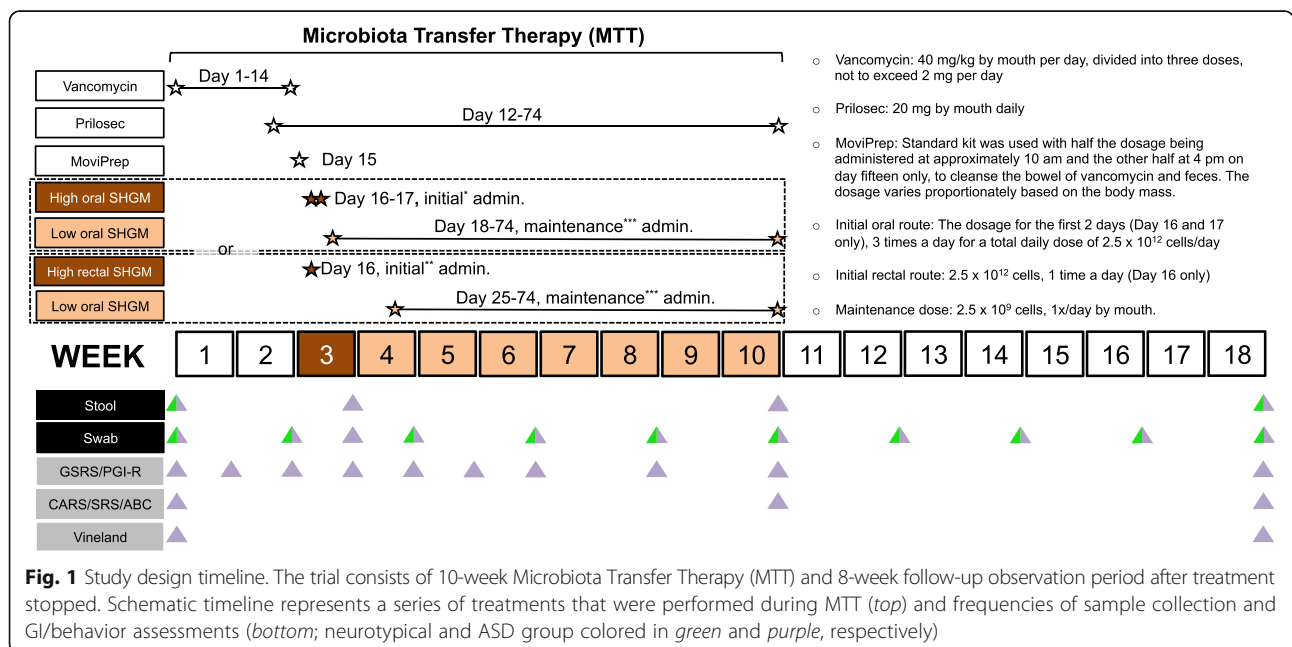 Microbiota Transfer Therapy (MTT)
Vancomycin
Day 1-14
Prilosec
Day 12-74
MoviPrep
Day 15
High oral SHGM
Day 16-17, initial* admin.
Low oral SHGM
Day 18-74, maintenance*** admin.
or
High rectal SHGM
Day 16, initial** admin.
Low oral SHGM
Day 25-74, maintenance*** admin.
○ Vancomycin: 40 mg/kg by mouth per day, divided into three doses,
not to exceed 2 mg per day
○ Prilosec: 20 mg by mouth daily
○ MoviPrep: Standard kit was used with half the dosage being
administered at approximately 10 am and the other half at 4 pm on
day fifteen only, to cleanse the bowel of vancomycin and feces. The
dosage varies proportionately based on the body mass.
○ Initial oral route: The dosage for the first 2 days (Day 16 and 17
only), 3 times a day for a total daily dose of 2.5 x 10¹² cells/day
○ Initial rectal route: 2.5 x 10¹² cells, 1 time a day (Day 16 only)
○ Maintenance dose: 2.5 x 10⁹ cells, 1x/day by mouth.
WEEK 1 2 3 4 5 6 7 8 9 10 11 12 13 14 15 16 17 18
Stool
Swab
GSRS/PGI-R
CARS/SRS/ABC
Vineland
Fig. 1 Study design timeline. The trial consists of 10-week Microbiota Transfer Therapy (MTT) and 8-week follow-up observation period after treatment
stopped. Schematic timeline represents a series of treatments that were performed during MTT (top) and frequencies of sample collection and
GI/behavior assessments (bottom; neurotypical and ASD group colored in green and purple, respectively)